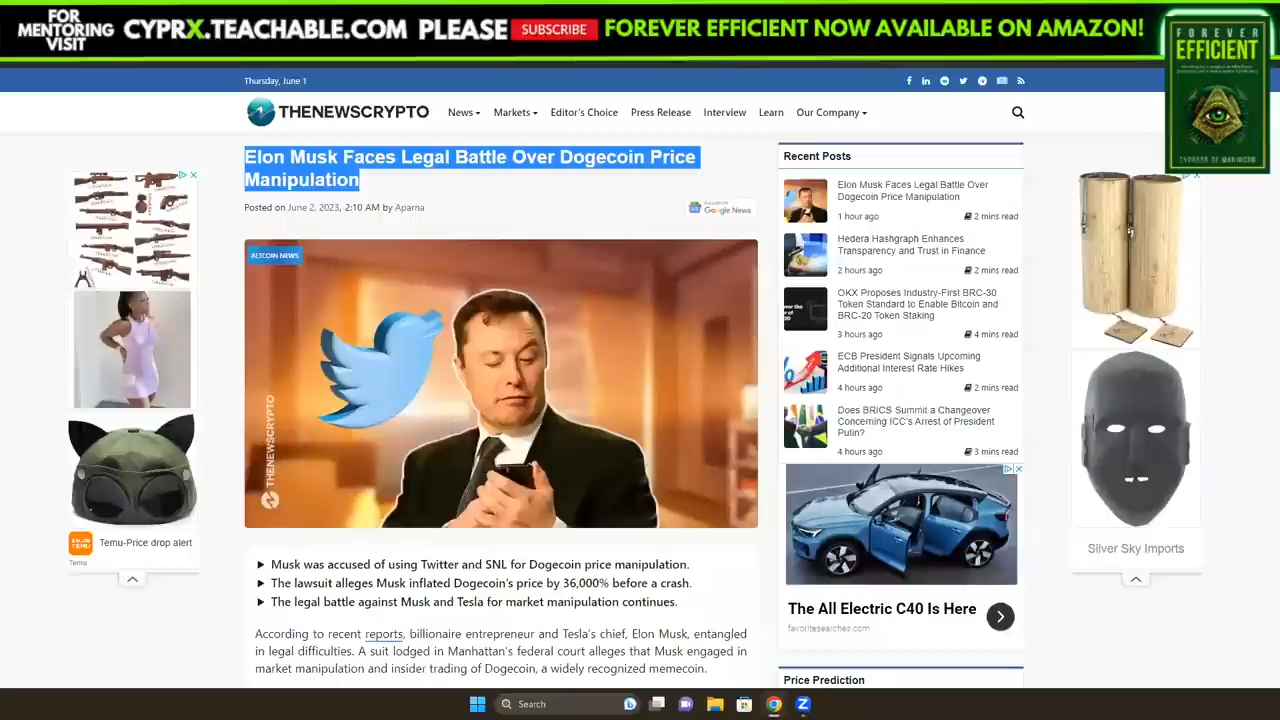 FOR
MENTORING
VISIT
CYPRX.TEACHABLE.COM PLEASE SUBSCRIBE FOREVER EFFICIENT NOW AVAILABLE ON AMAZON!
FOREVER
EFFICIENT
Thursday, June 1
THENEWSCRYPTO
News
Markets
Editor's Choice
Press Release
Interview
Learn
Our Company
Elon Musk Faces Legal Battle Over Dogecoin Price
Manipulation
Posted on June 2, 2023, 2:10 AM by Aparna
Google News
ALTCOIN NEWS
THENEWSCRYPTO
► Musk was accused of using Twitter and SNL for Dogecoin price manipulation.
► The lawsuit alleges Musk inflated Dogecoin's price by 36,000% before a crash.
► The legal battle against Musk and Tesla for market manipulation continues.
According to recent reports, billionaire entrepreneur and Tesla's chief, Elon Musk, entangled
in legal difficulties. A suit lodged in Manhattan's federal court alleges that Musk engaged in
market manipulation and insider trading of Dogecoin, a widely recognized memecoin.
Recent Posts
Elon Musk Faces Legal Battle Over
Dogecoin Price Manipulation
1 hour ago
2 mins read
Hedera Hashgraph Enhances
Transparency and Trust in Finance
2 hours ago
2 mins read
OKX Proposes Industry-First BRC-30
Token Standard to Enable Bitcoin and
BRC-20 Token Staking
3 hours ago
4 mins read
ECB President Signals Upcoming
Additional Interest Rate Hikes
4 hours ago
2 mins read
Does BRICS Summit a Changeover
Concerning ICC's Arrest of President
Putin?
4 hours ago
3 mins read
The All Electric C40 Is Here
favoritesearches.com
Price Prediction
TEMU
Temu-Price drop alert
Temu
Silver Sky Imports
Search